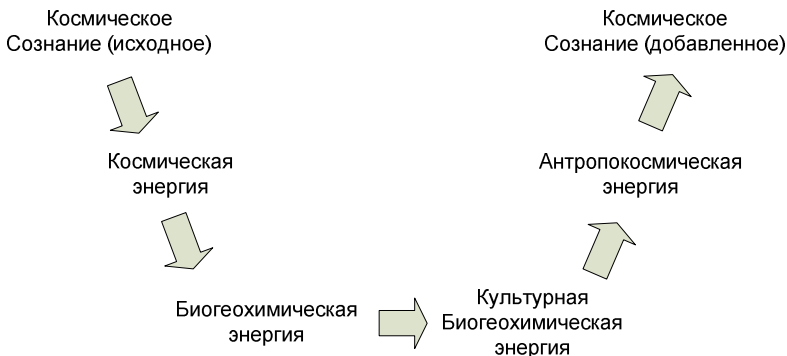 Космическое
Сознание (исходное)
Космическая
энергия
Биогеохимическая
энергия
Культурная
Биогеохимическая
энергия
Антропокосмическая
энергия
Космическое
Сознание (добавленное)